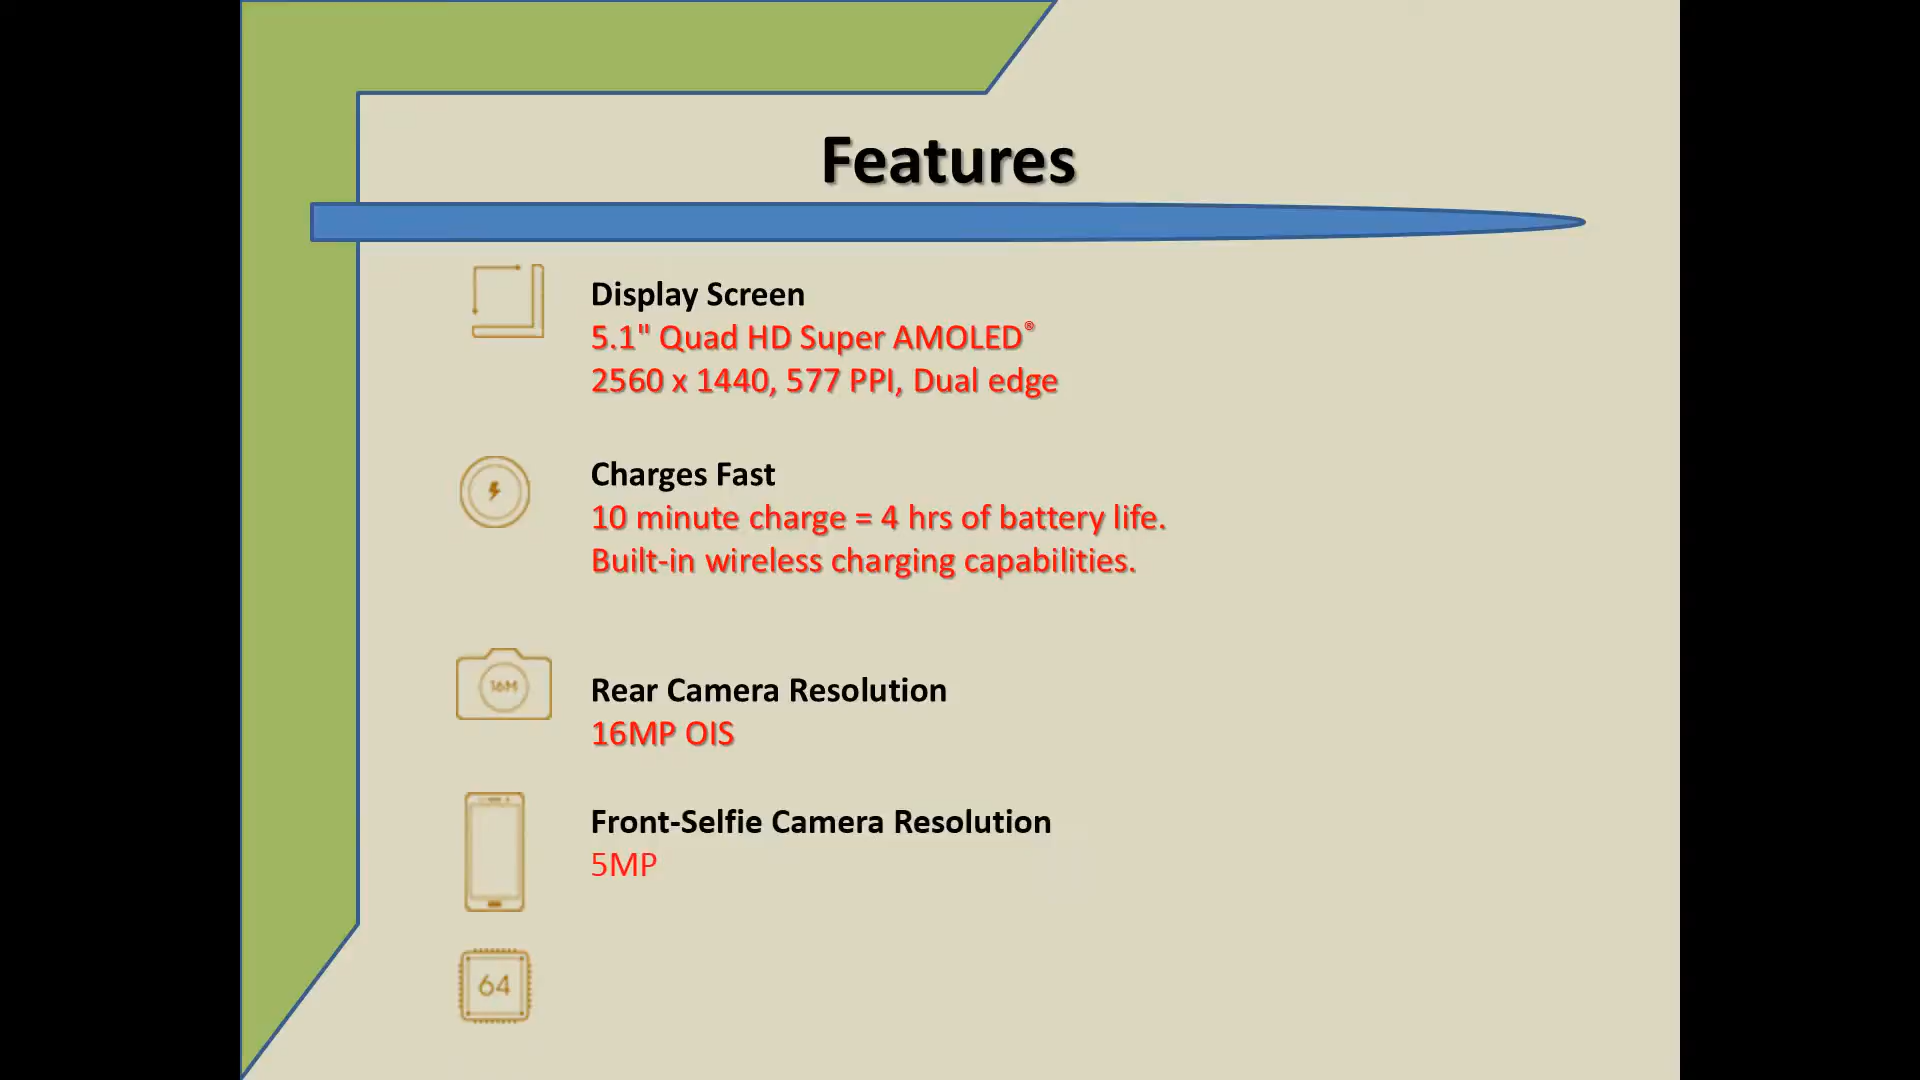 Features
Display Screen
5.1" Quad HD Super AMOLED®
2560 x 1440, 577 PPI, Dual edge
Charges Fast
10 minute charge = 4 hrs of battery life.
Built-in wireless charging capabilities.
16M
Rear Camera Resolution
16MP OIS
Front-Selfie Camera Resolution
5MP
64